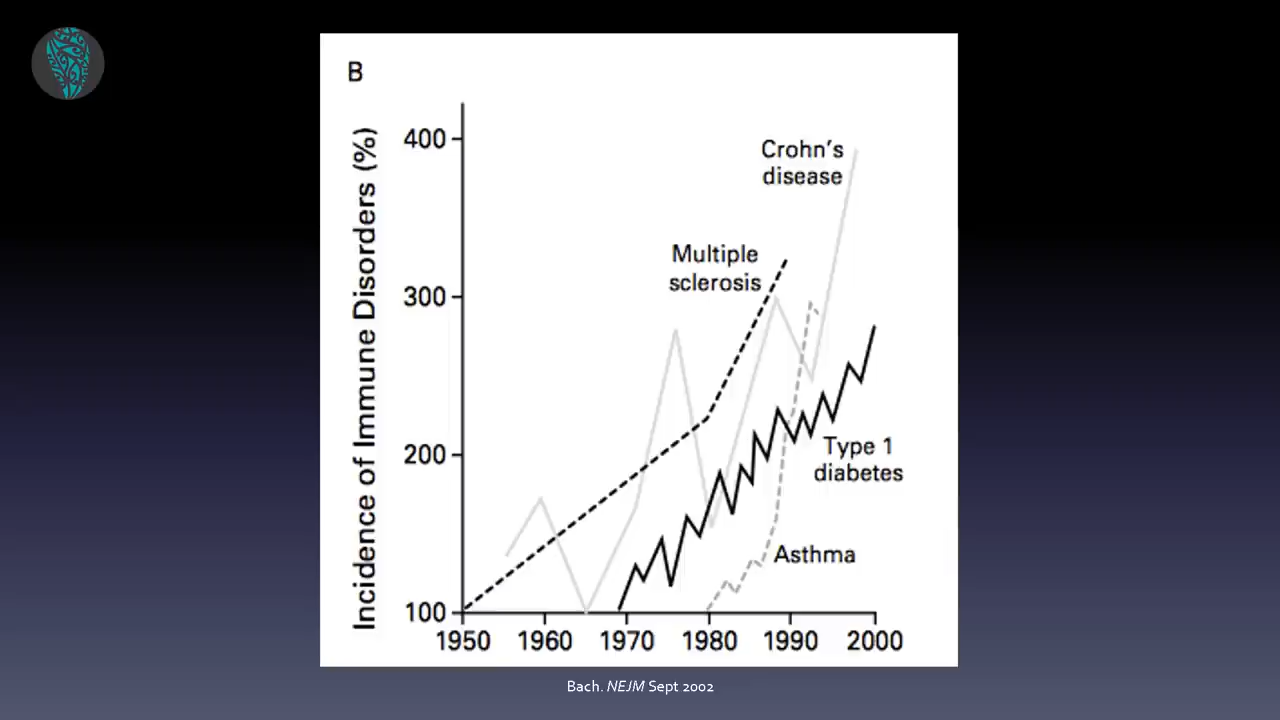 B
Incidence of Immune Disorders (%)
400
300
200
100
1950 1960 1970 1980 1990 2000
Crohn's
disease
Multiple
sclerosis
Type 1
diabetes
Asthma
Bach. NEJM Sept 2002